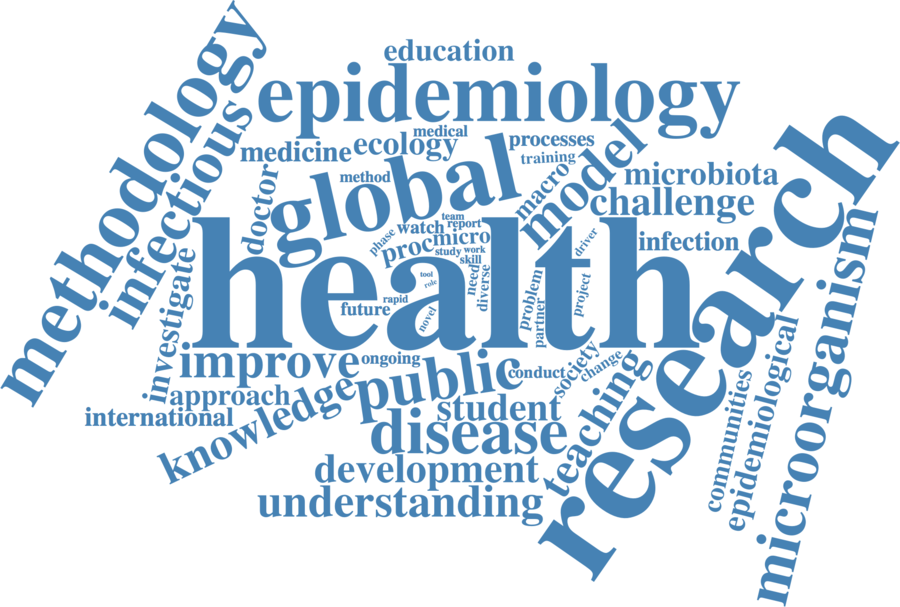 education
epidemiology
methodology
infectious
medical
medicine
ecology
processes
training
method
global
doctor
macro
model
microbiota
challenge
research
team
watch
report
phase
proc
micro
study
work
skill
driver
infection
health
tool
role
need
diverse
problem
partner
project
future
rapid
novel
investigate
microorganism
improve
ongoing
public
conduct
society
change
approach
international
knowledge
student
disease
teaching
communities
epidemiological
development
understanding